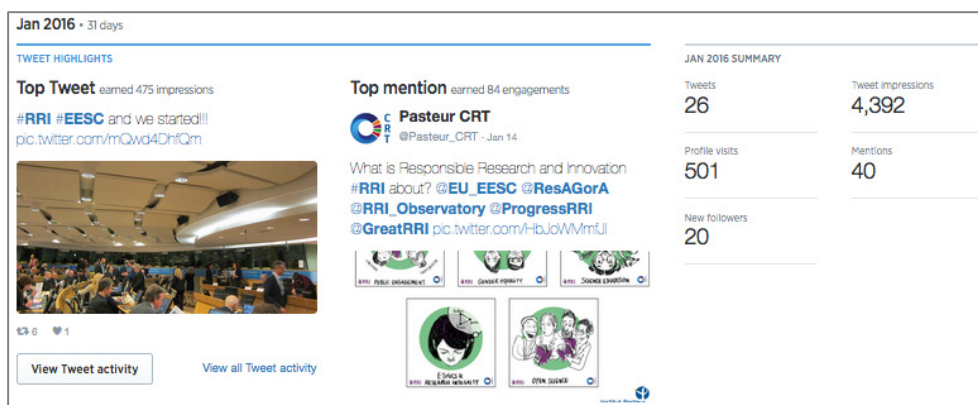 Jan 2016 • 31 days
TWEET HIGHLIGHTS
Top Tweet earned 475 impressions
#RRI #EESC and we started!!!
pic.twitter.com/mQwd4DhfQm
6 1
View Tweet activity
View all Tweet activity
Top mention earned 84 engagements
CRT
Pasteur CRT
@Pasteur_CRT · Jan 14
What is Responsible Research and Innovation
#RRI about? @EU_EESC @ResAGorA
@RRI_Observatory @ProgressRRI
@GreatRRI pic.twitter.com/HbJoWMmfJl
PUBLIC ENGAGEMENT
GENDER EQUALITY
SCIENCE EDUCATION
ETHICS &
RESEARCH INTEGRITY
OPEN SCIENCE
JAN 2016 SUMMARY
Tweets
26
Tweet impressions
4,392
Profile visits
501
Mentions
40
New followers
20